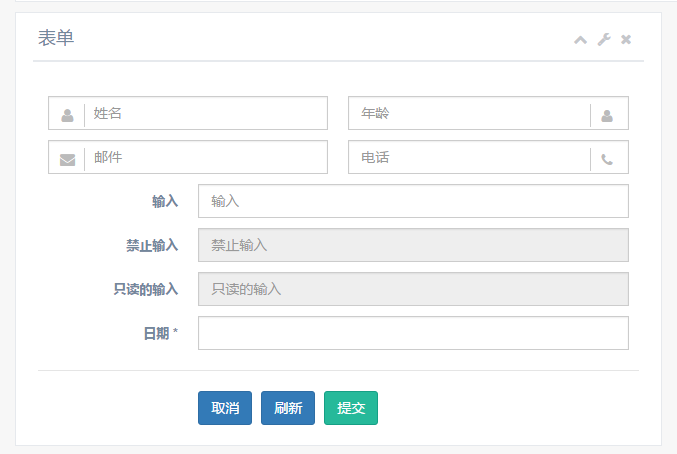 表单
姓名 年龄
邮件 电话
输入 输入
禁止输入 禁止输入
只读的输入 只读的输入
日期 *
取消 刷新 提交